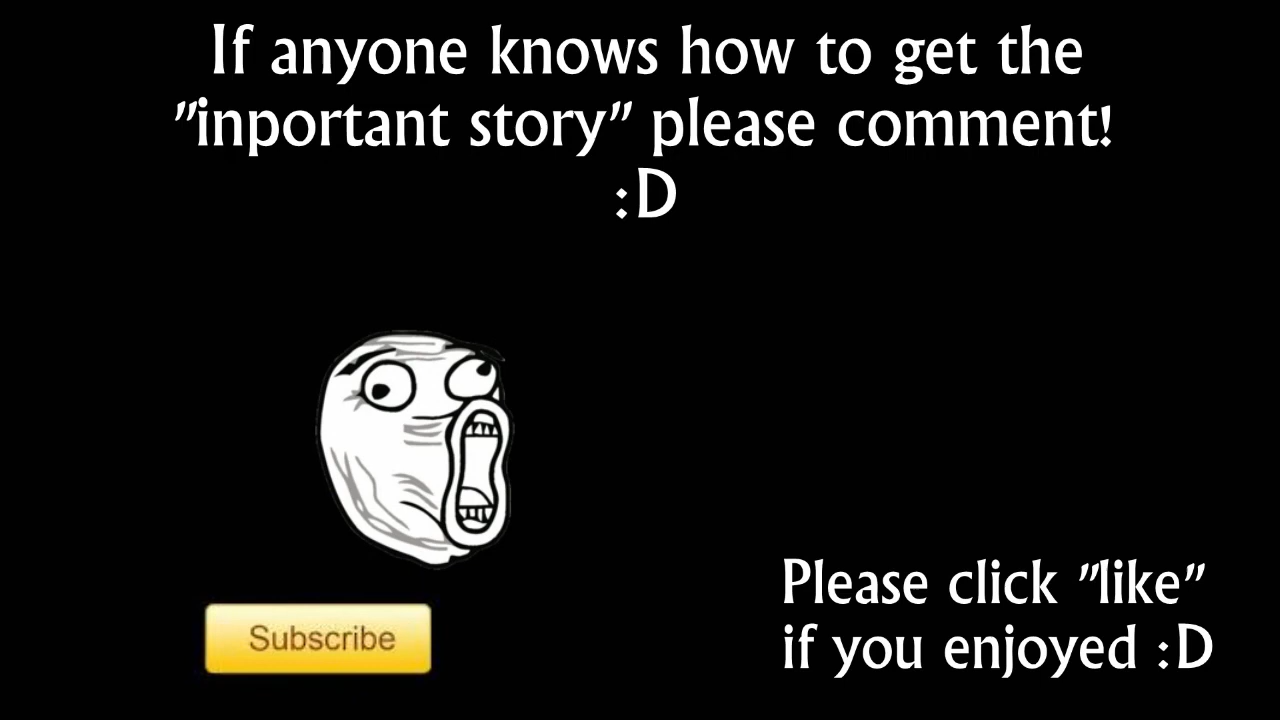 If anyone knows how to get the
"inportant story" please comment!
:D
Subscribe
Please click "like"
if you enjoyed :D